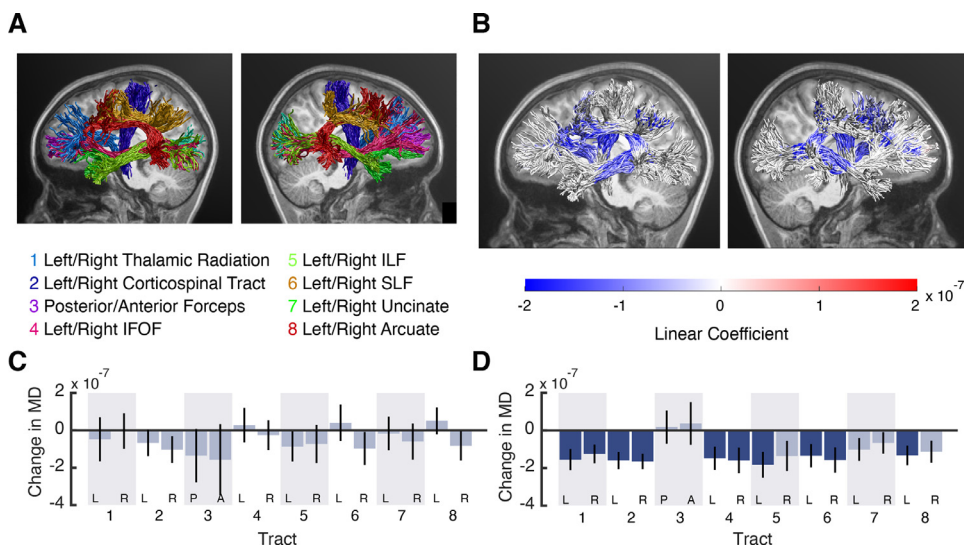 A
B
1 Left/Right Thalamic Radiation
2 Left/Right Corticospinal Tract
3 Posterior/Anterior Forceps
4 Left/Right IFOF
5 Left/Right ILF
6 Left/Right SLF
7 Left/Right Uncinate
8 Left/Right Arcuate
-2 -1 0 1 2 x 10⁻⁷
Linear Coefficient
C
x 10⁻⁷
2
0
-2
-4
Change in MD
L R L R P A L R L R L R L R L R
1 2 3 4 5 6 7 8
Tract
D
x 10⁻⁷
2
0
-2
-4
Change in MD
L R L R P A L R L R L R L R L R
1 2 3 4 5 6 7 8
Tract